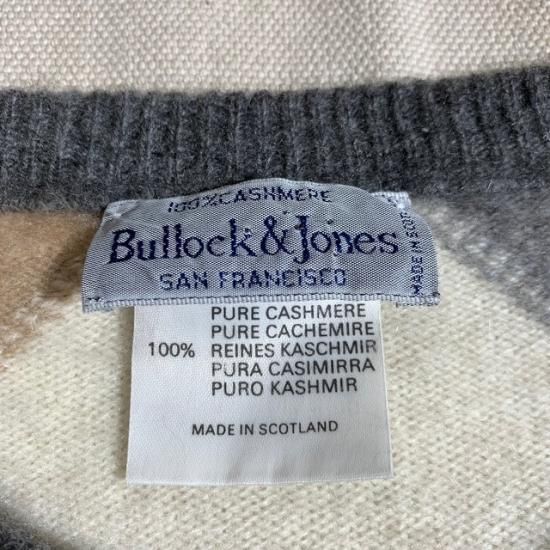 100% CASHMERE
Bullock & Jones
SAN FRANCISCO
MADE IN SCOT
PURE CASHMERE
PURE CACHEMIRE
100% REINES KASCHMIR
PURA CASIMIRRA
PURO KASHMIR
MADE IN SCOTLAND